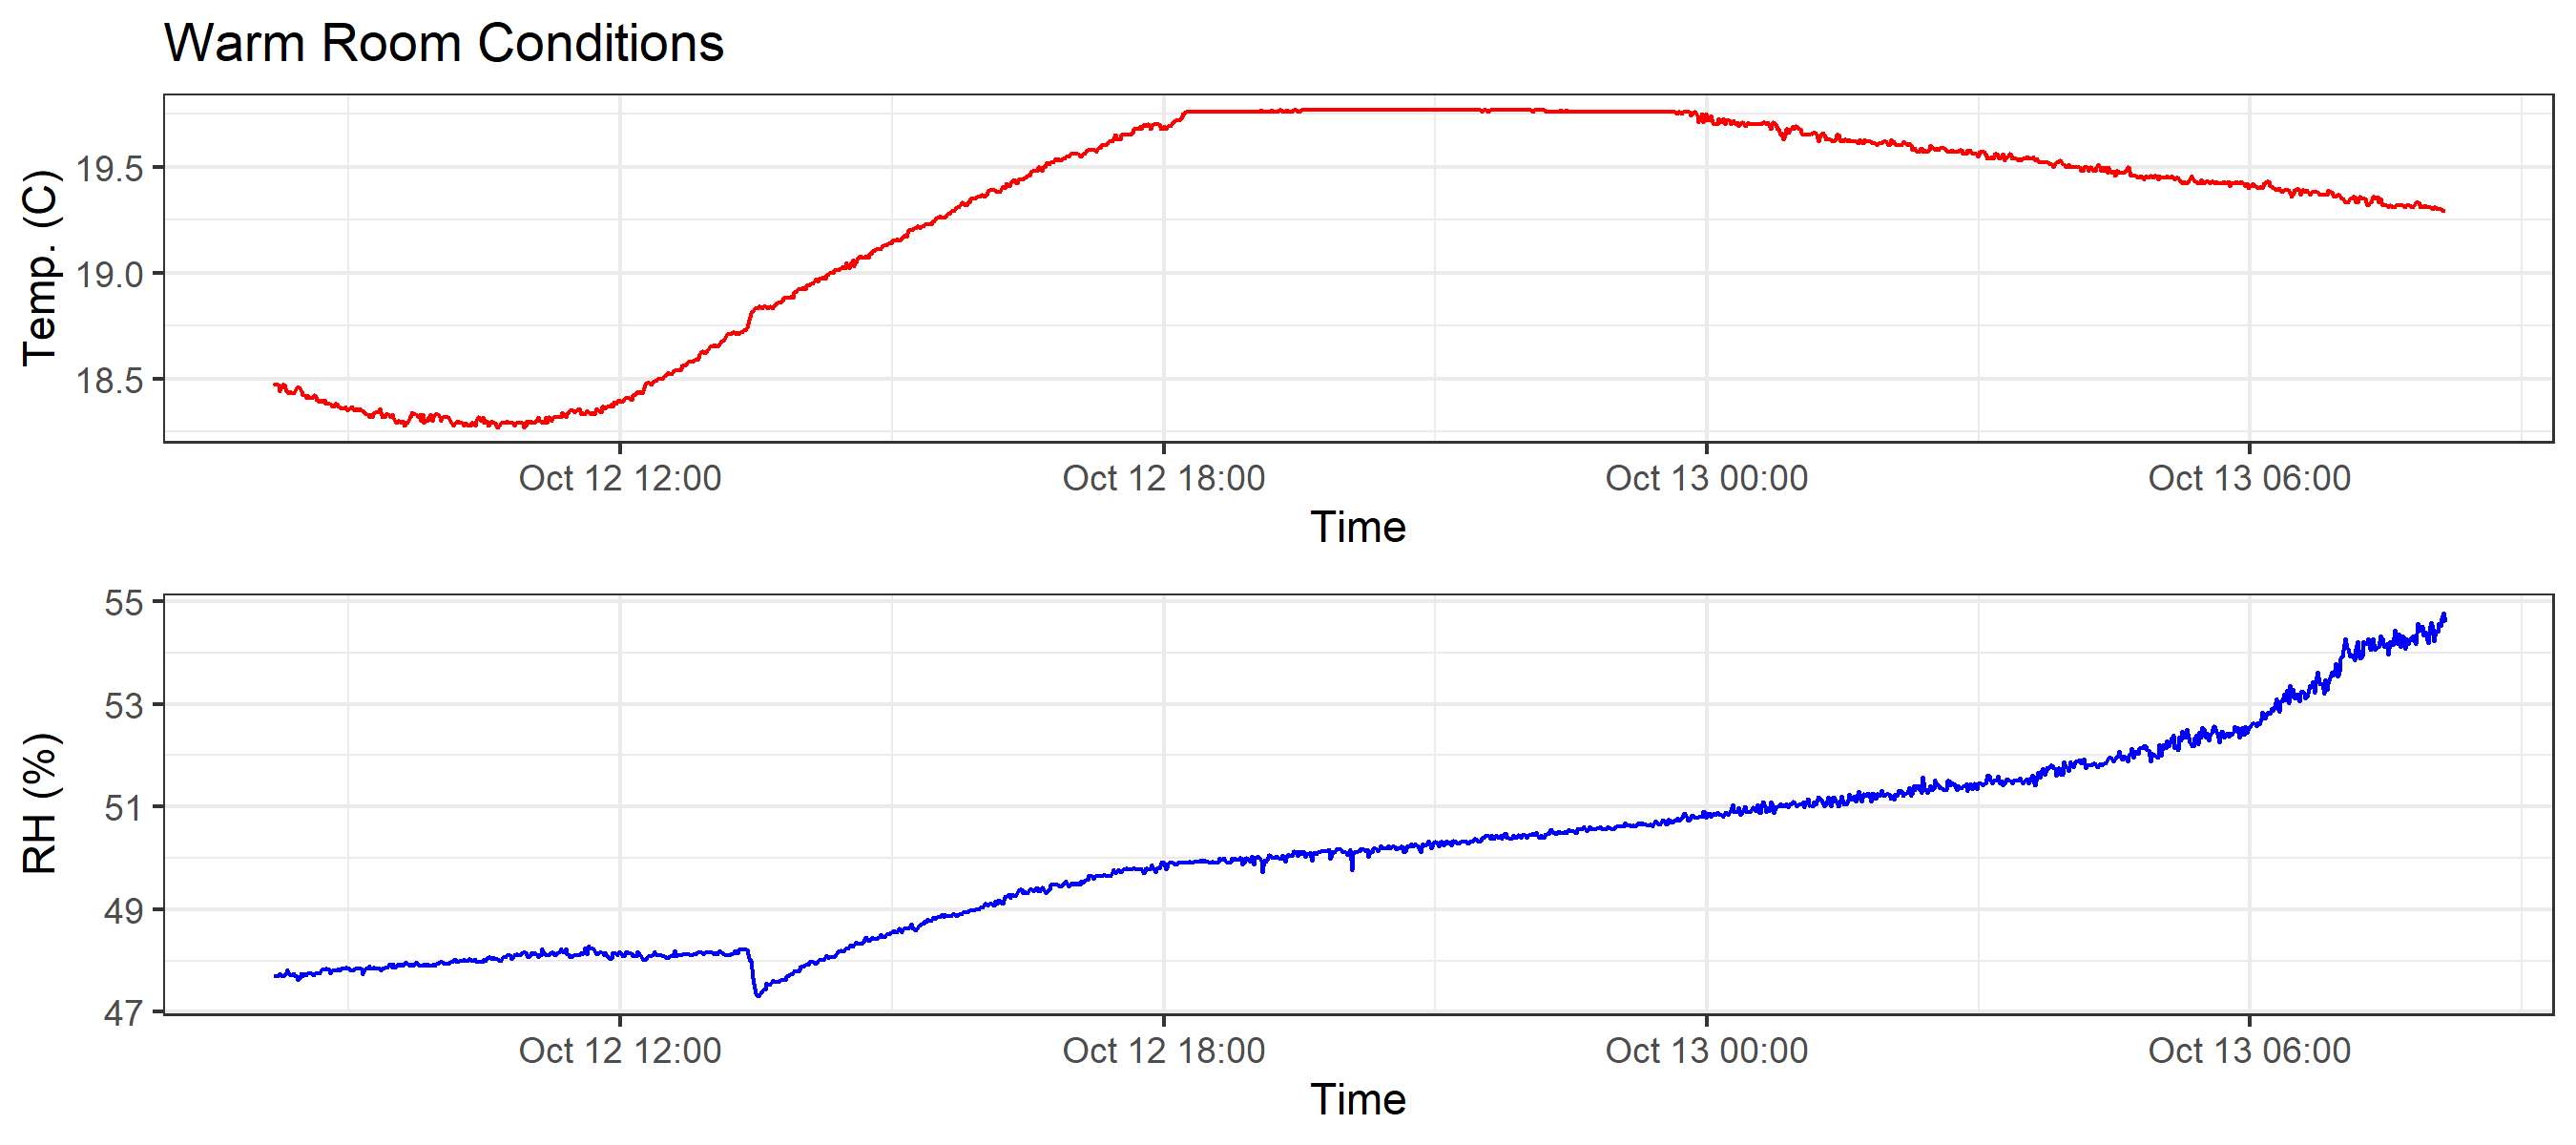 Warm Room Conditions
Temp. (C)
19.5
19.0
18.5
Oct 12 12:00 Oct 12 18:00 Oct 13 00:00 Oct 13 06:00
Time
RH (%)
55
53
51
49
47
Oct 12 12:00 Oct 12 18:00 Oct 13 00:00 Oct 13 06:00
Time